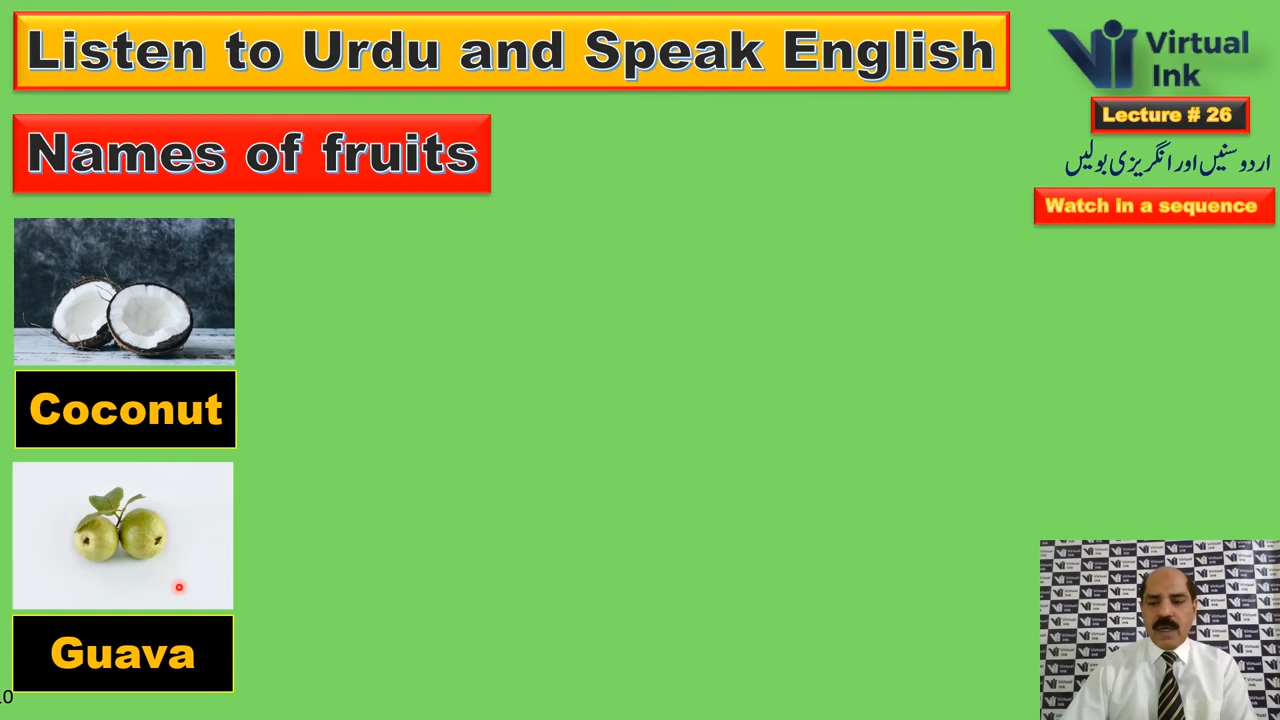 Listen to Urdu and Speak English
Virtual
Ink
Lecture # 26
Names of fruits
اردو سنیں اور انگریزی بولیں
Watch in a sequence
Coconut
Guava